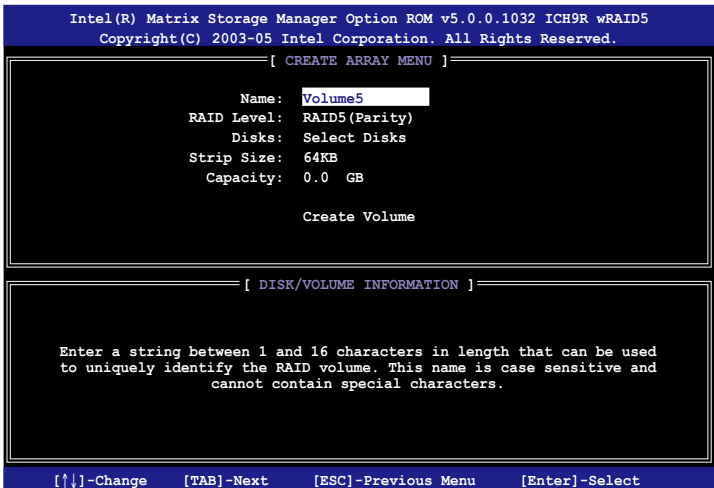 Intel(R) Matrix Storage Manager Option ROM v5.0.0.1032 ICH9R wRAID5
Copyright(C) 2003-05 Intel Corporation. All Rights Reserved.
[ CREATE ARRAY MENU ]
Name: Volume5
RAID Level: RAID5(Parity)
Disks: Select Disks
Strip Size: 64KB
Capacity: 0.0 GB
Create Volume
[ DISK/VOLUME INFORMATION ]
Enter a string between 1 and 16 characters in length that can be used
to uniquely identify the RAID volume. This name is case sensitive and
cannot contain special characters.
[↑↓]-Change [TAB]-Next [ESC]-Previous Menu [Enter]-Select